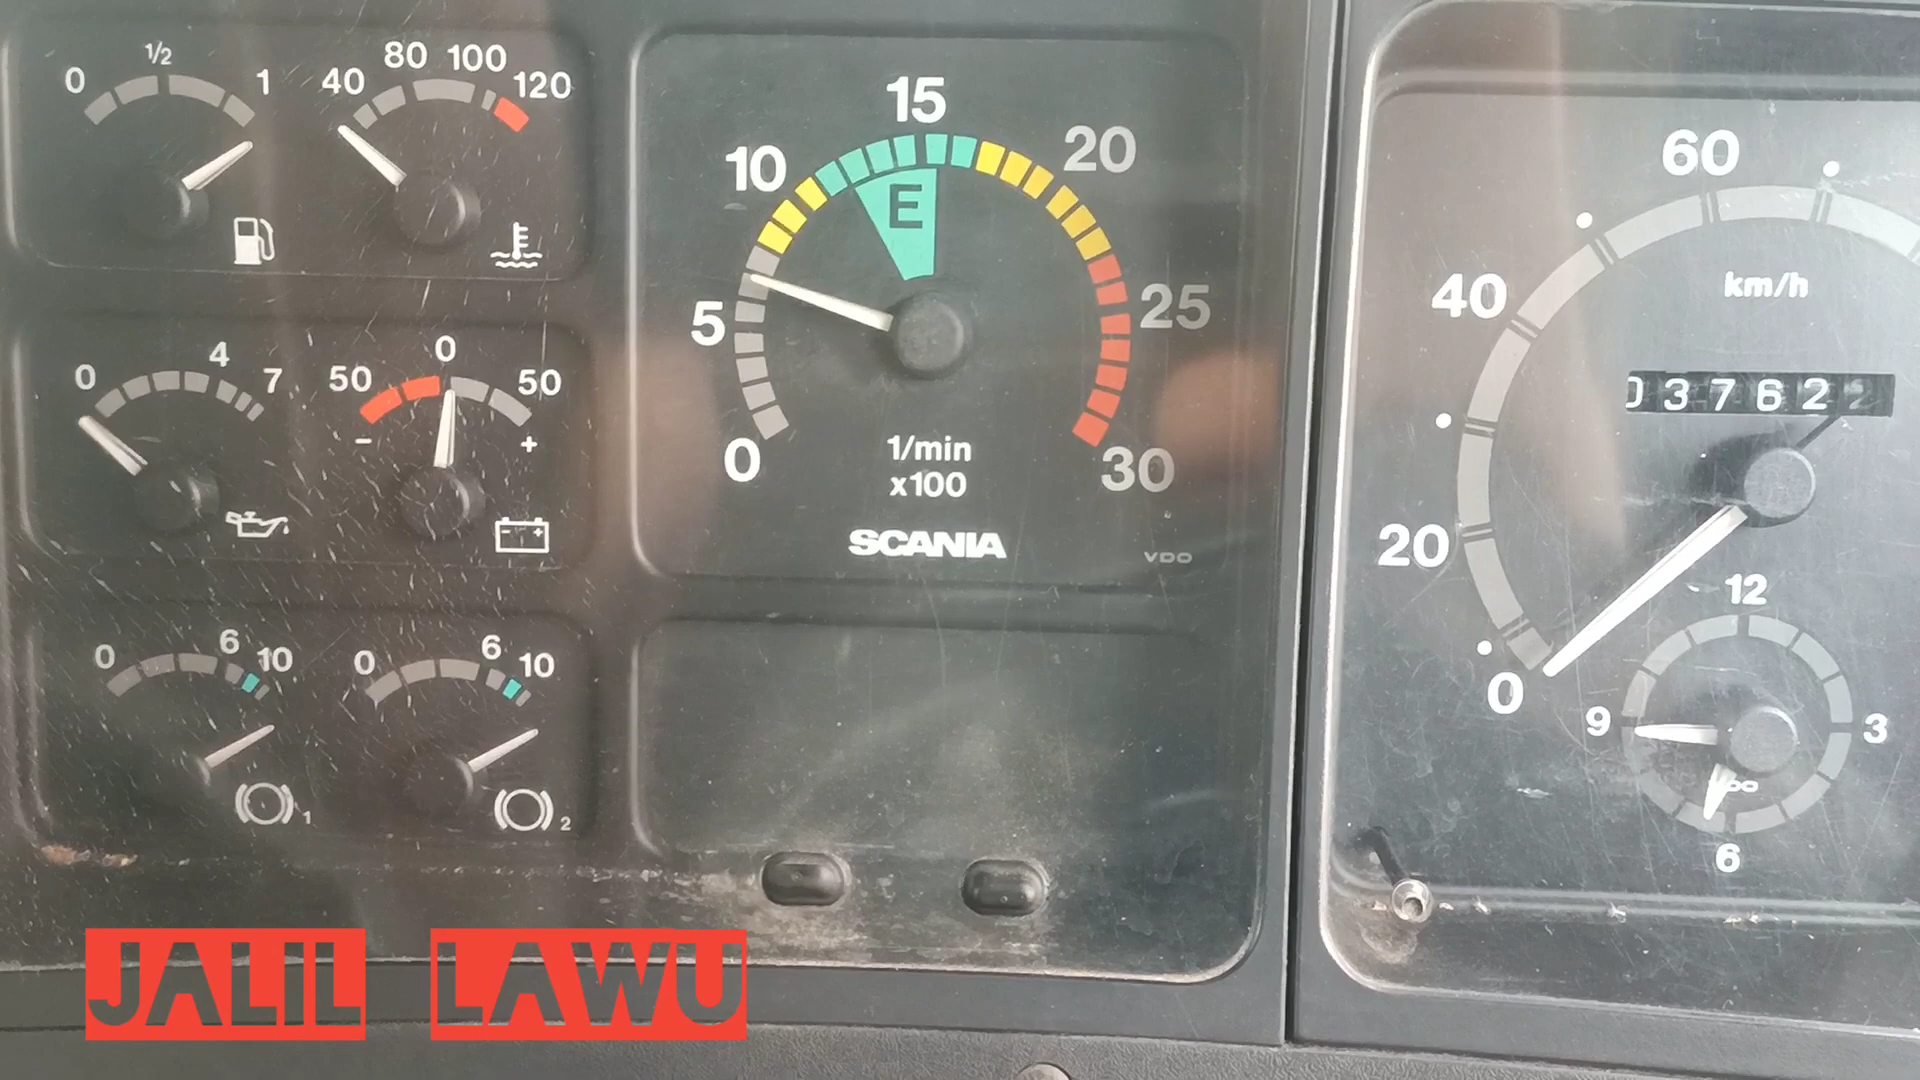 0 1/2 1
40 80 100 120
0 4 7
50 0 50
- +
0 6 10
1
0 6 10
2
0 5 10 15 20 25 30
E
1/min
x100
SCANIA
VDO
0 20 40 60
km/h
03762
12
3
6
9
JALIL LAWU